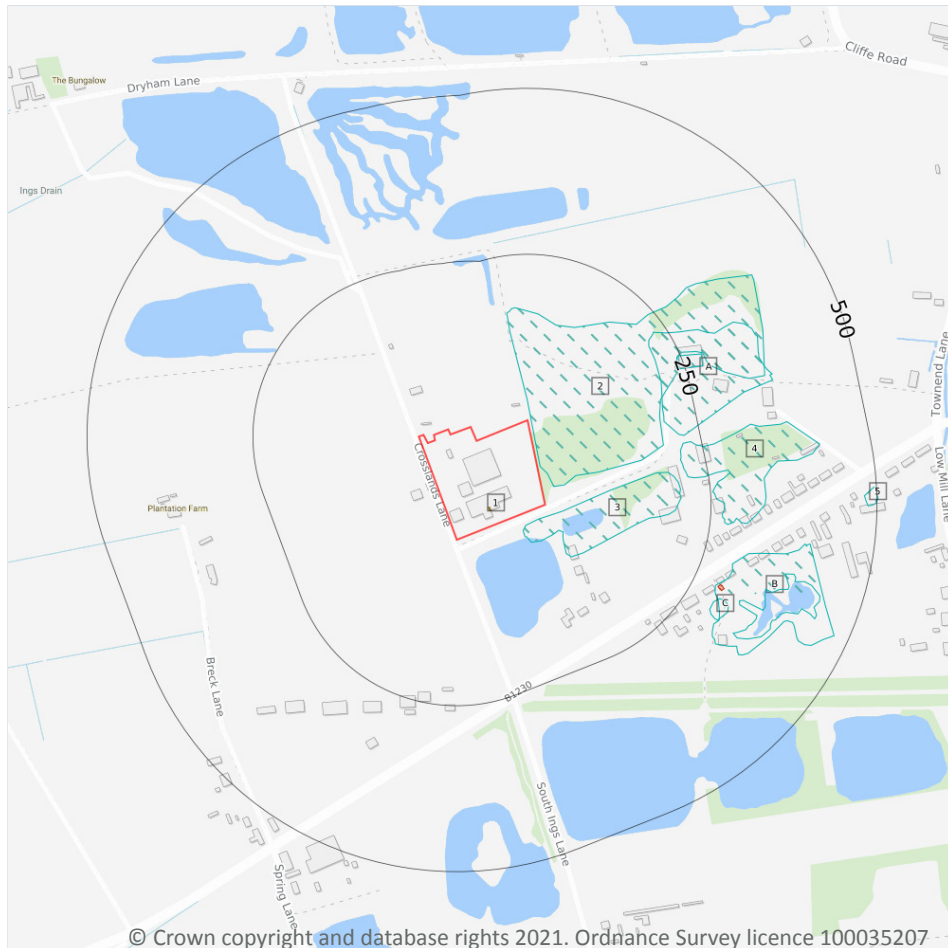 Cliffe Road
The Bungalow
Dryham Lane
Ings Drain
500
A
250
2
Townend Lane
Crosslands Lane
4
Low Mill Lane
5
1
3
Plantation Farm
B
C
Breck Lane
B1230
South Ings Lane
Spring Lane
© Crown copyright and database rights 2021. Ordnance Survey licence 100035207